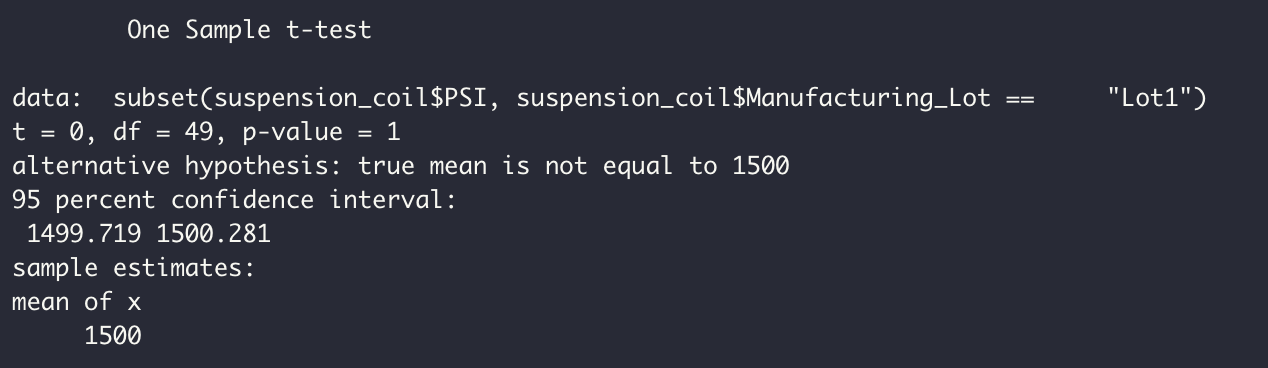 One Sample t-test
data:  subset(suspension_coil$PSI, suspension_coil$Manufacturing_Lot ==     "Lot1")
t = 0, df = 49, p-value = 1
alternative hypothesis: true mean is not equal to 1500
95 percent confidence interval:
 1499.719 1500.281
sample estimates:
mean of x
     1500